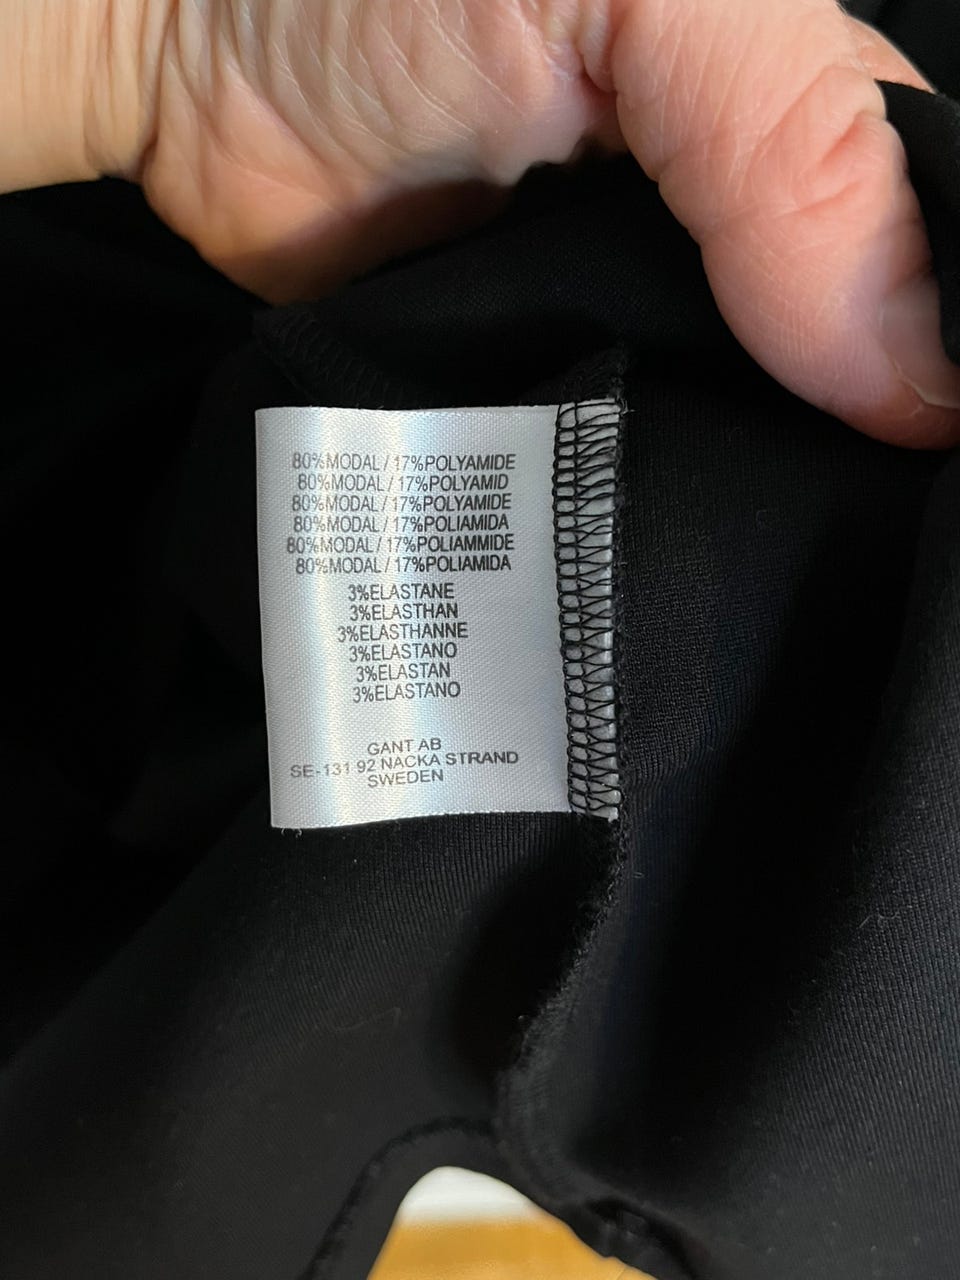 80%MODAL / 17%POLYAMIDE
80%MODAL / 17%POLYAMID
80%MODAL / 17%POLYAMIDE
80%MODAL / 17%POLIAMIDA
80%MODAL / 17%POLIAMMIDE
80%MODAL / 17%POLIAMIDA
3%ELASTANE
3%ELASTHAN
3%ELASTHANNE
3%ELASTANO
3%ELASTAN
3%ELASTANO
GANT AB
SE-131 92 NACKA STRAND
SWEDEN